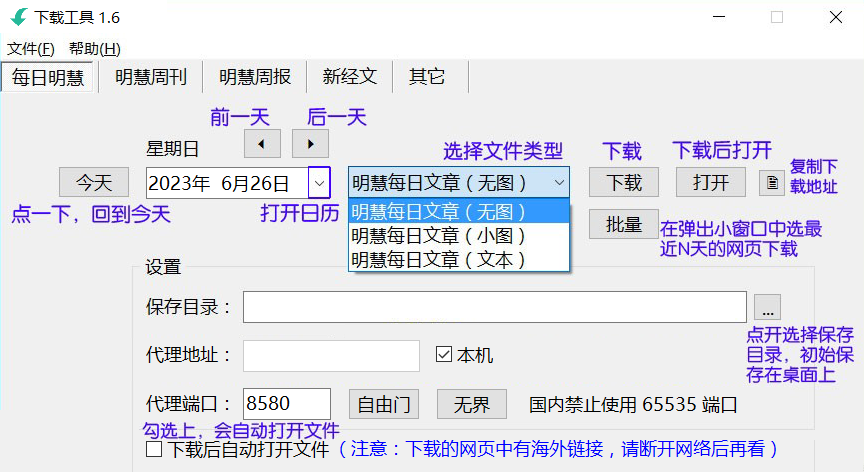 下载工具 1.6
文件(F) 帮助(H)
每日明慧 明慧周刊 明慧周报 新经文 其它
前一天 后一天
星期日
选择文件类型 下载 下载后打开
今天 2023年 6月26日 明慧每日文章（无图） 下载 打开
复制下
载地址
点一下，回到今天 打开日历
明慧每日文章（无图）
明慧每日文章（小图）
明慧每日文章（文本）
批量
在弹出小窗口中选最
近N天的网页下载
设置
保存目录： ...
点开选择保存
目录，初始保
存在桌面上
代理地址： 本机
代理端口： 8580 自由门 无界 国内禁止使用 65535 端口
勾选上，会自动打开文件
下载后自动打开文件（注意：下载的网页中有海外链接，请断开网络后再看）